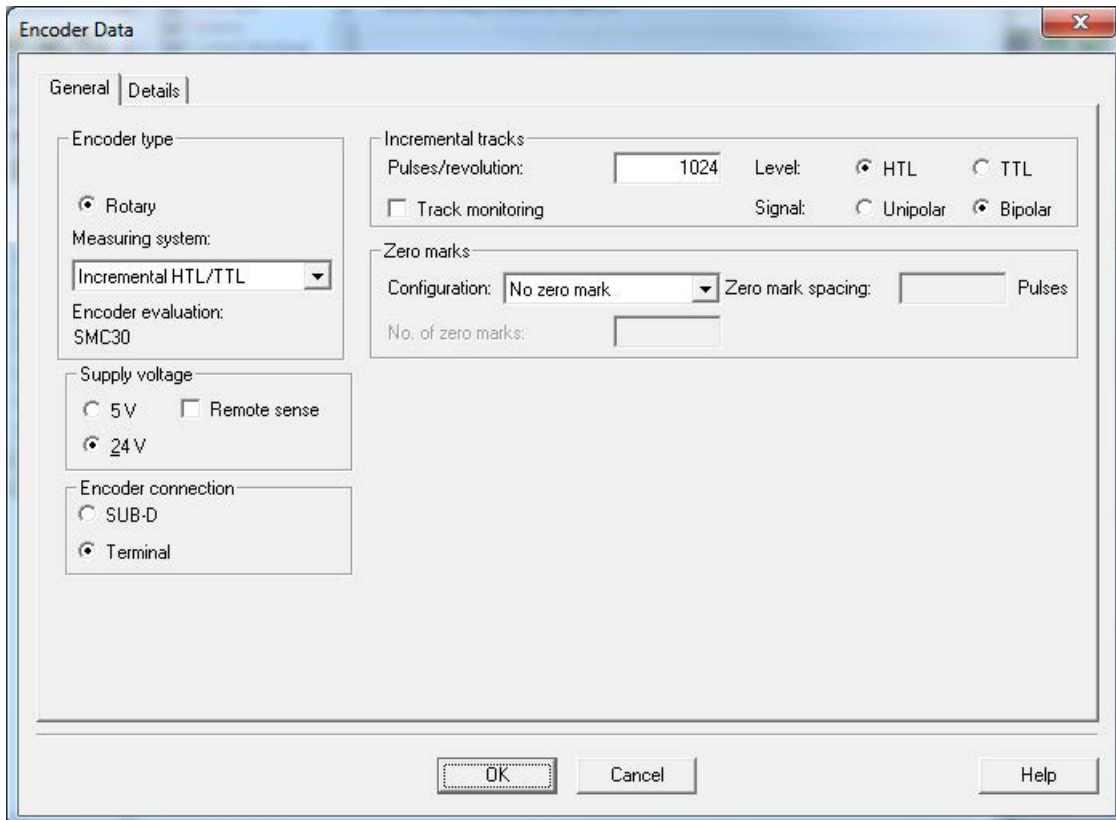 Encoder Data
X
General
Details
Encoder type
Rotary
Measuring system:
Incremental HTL/TTL
Encoder evaluation:
SMC30
Supply voltage
5 V
Remote sense
24 V
Encoder connection
SUB-D
Terminal
Incremental tracks
Pulses/revolution: 1024 Level: HTL TTL
Track monitoring Signal: Unipolar Bipolar
Zero marks
Configuration: No zero mark Zero mark spacing: Pulses
No. of zero marks:
OK
Cancel
Help